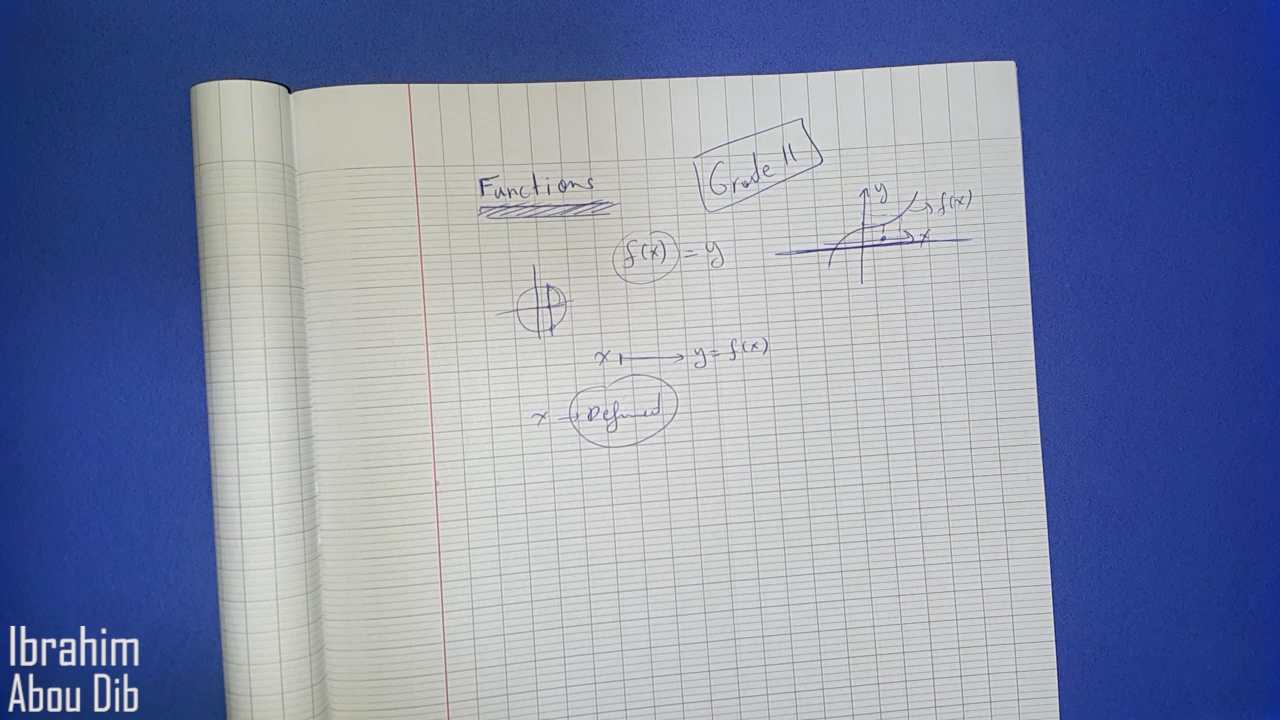 Functions
Grade 11
y
f(x)
x
f(x) = y
x ⟼ y = f(x)
x → Defined
Ibrahim
Abou Dib